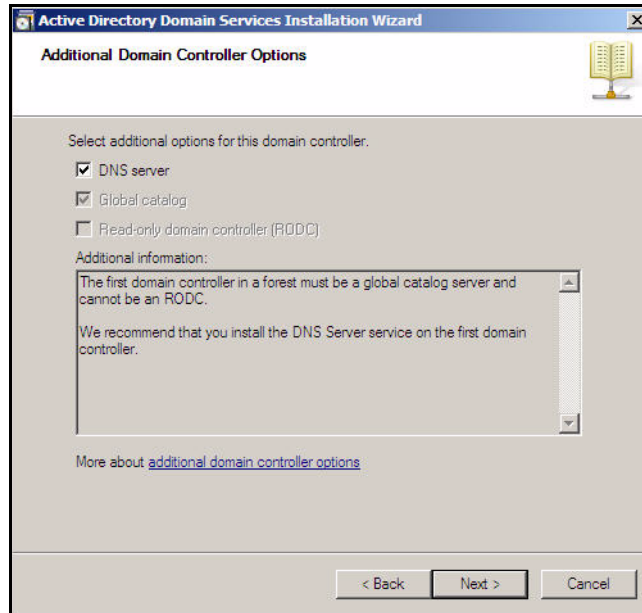 Active Directory Domain Services Installation Wizard
Additional Domain Controller Options
Select additional options for this domain controller.
DNS server
Global catalog
Read-only domain controller (RODC)
Additional information:
The first domain controller in a forest must be a global catalog server and
cannot be an RODC.
We recommend that you install the DNS Server service on the first domain
controller.
More about additional domain controller options
< Back Next > Cancel